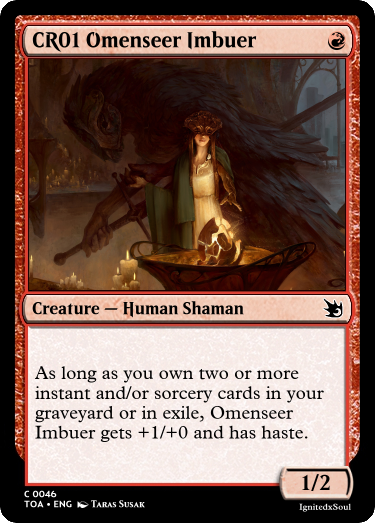 CR01 Omenseer Imbuer
Creature — Human Shaman
As long as you own two or more
instant and/or sorcery cards in your
graveyard or in exile, Omenseer
Imbuer gets +1/+0 and has haste.
1/2
C 0046
TOA • ENG Taras Susak
IgnitedxSoul